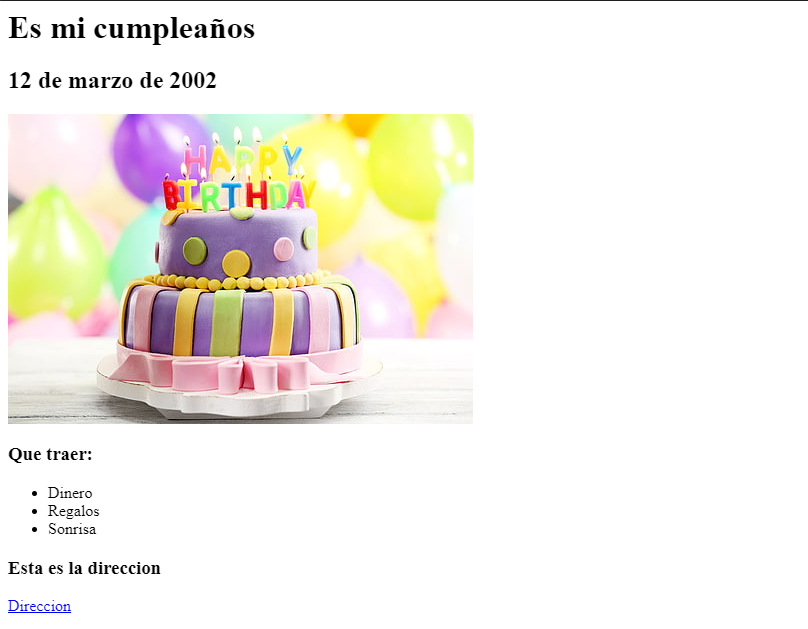 Es mi cumpleaños
12 de marzo de 2002
HAPPY
BIRTHDAY
Que traer:
Dinero
Regalos
Sonrisa
Esta es la direccion
Direccion